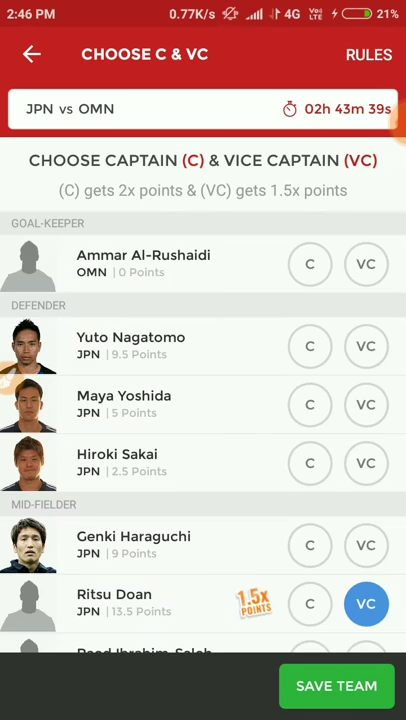 2:46 PM 0.77K/s 4G VoLTE 21%
CHOOSE C & VC RULES
JPN vs OMN 02h 43m 39s
CHOOSE CAPTAIN (C) & VICE CAPTAIN (VC)
(C) gets 2x points & (VC) gets 1.5x points
GOAL-KEEPER
Ammar Al-Rushaidi
OMN | 0 Points C VC
DEFENDER
Yuto Nagatomo
JPN | 9.5 Points C VC
Maya Yoshida
JPN | 5 Points C VC
Hiroki Sakai
JPN | 2.5 Points C VC
MID-FIELDER
Genki Haraguchi
JPN | 9 Points C VC
Ritsu Doan
JPN | 13.5 Points 1.5x POINTS C VC
SAVE TEAM